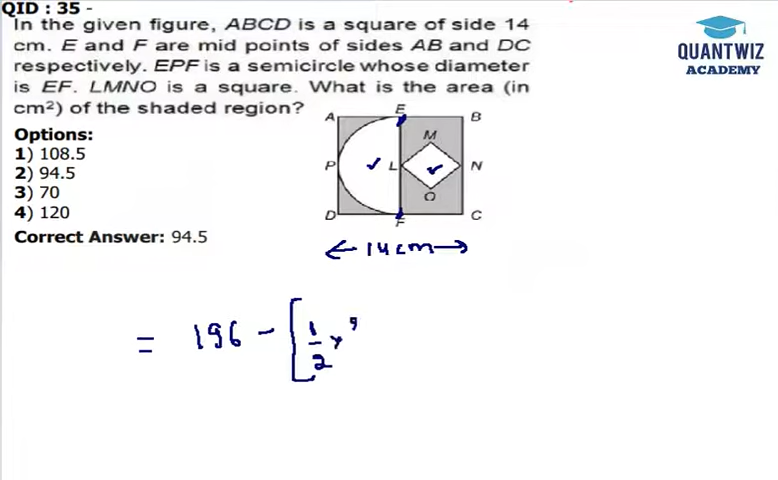 QID : 35 -
In the given figure, ABCD is a square of side 14
cm. E and F are mid points of sides AB and DC
respectively. EPF is a semicircle whose diameter
is EF. LMNO is a square. What is the area (in
cm²) of the shaded region?
QUANTWIZ
ACADEMY
Options:
1) 108.5
2) 94.5
3) 70
4) 120
Correct Answer: 94.5
A E B
M
P L N
O
D F C
14cm
= 196 - [1/2 ×